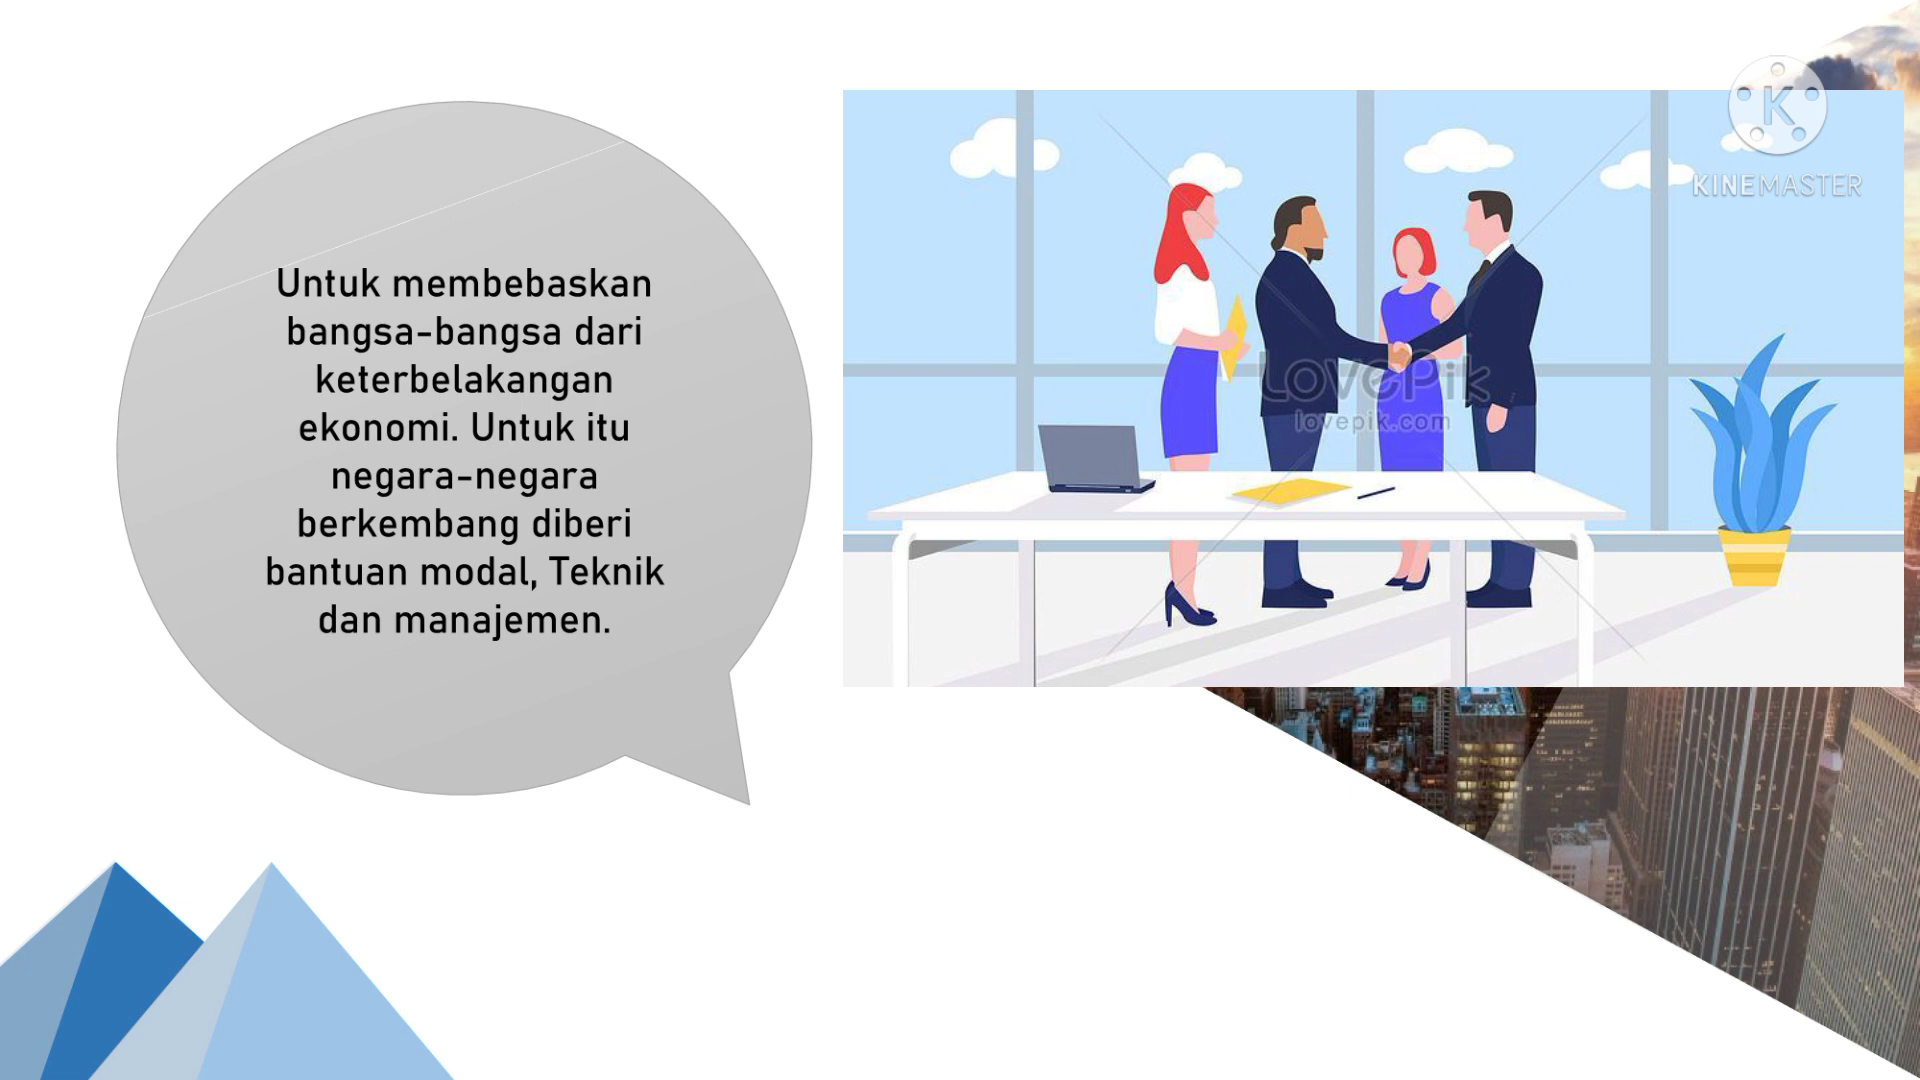 Untuk membebaskan
bangsa-bangsa dari
keterbelakangan
ekonomi. Untuk itu
negara-negara
berkembang diberi
bantuan modal, Teknik
dan manajemen.
K
KINEMASTER
LovePik
lovepik.com